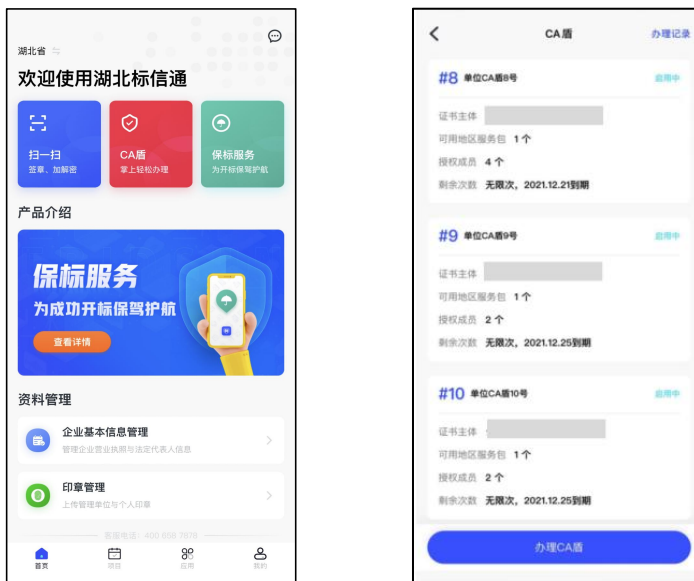 湖北省
欢迎使用湖北标信通
扫一扫
签章、加解密
CA盾
掌上轻松办理
保标服务
为开标保驾护航
产品介绍
保标服务
为成功开标保驾护航
查看详情
资料管理
企业基本信息管理
管理企业营业执照与法定代表人信息
印章管理
上传管理单位与个人印章
客服电话：400 658 7878
首页
项目
应用
我的
CA盾
办理记录
#8 单位CA盾8号
启用中
证书主体
可用地区服务包 1个
授权成员 4个
剩余次数 无限次，2021.12.21到期
#9 单位CA盾9号
启用中
证书主体
可用地区服务包 1个
授权成员 2个
剩余次数 无限次，2021.12.25到期
#10 单位CA盾10号
启用中
证书主体
可用地区服务包 1个
授权成员 2个
剩余次数 无限次，2021.12.25到期
办理CA盾